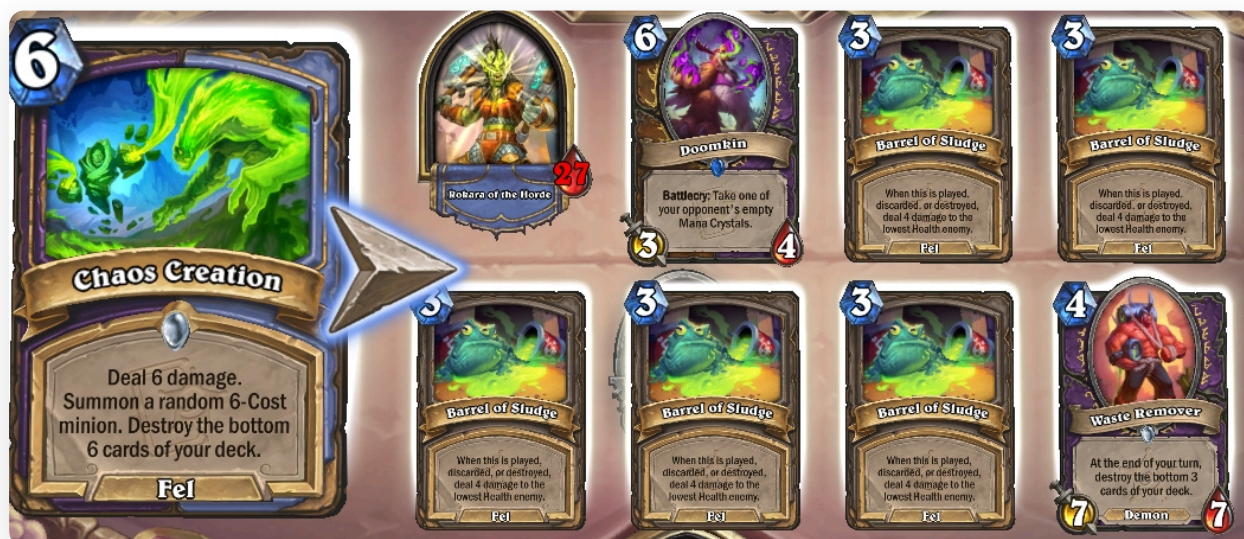 6
Chaos Creation
Deal 6 damage.
Summon a random 6-Cost
minion. Destroy the bottom
6 cards of your deck.
Fel
Rokara of the Horde
27
6
Doomkin
Battlecry: Take one of
your opponent's empty
Mana Crystals.
3
4
3
Barrel of Sludge
When this is played,
discarded, or destroyed,
deal 4 damage to the
lowest Health enemy.
Fel
3
Barrel of Sludge
When this is played,
discarded, or destroyed,
deal 4 damage to the
lowest Health enemy.
Fel
3
Barrel of Sludge
When this is played,
discarded, or destroyed,
deal 4 damage to the
lowest Health enemy.
Fel
3
Barrel of Sludge
When this is played,
discarded, or destroyed,
deal 4 damage to the
lowest Health enemy.
Fel
3
Barrel of Sludge
When this is played,
discarded, or destroyed,
deal 4 damage to the
lowest Health enemy.
Fel
4
Waste Remover
At the end of your turn,
destroy the bottom 3
cards of your deck.
7
Demon
7